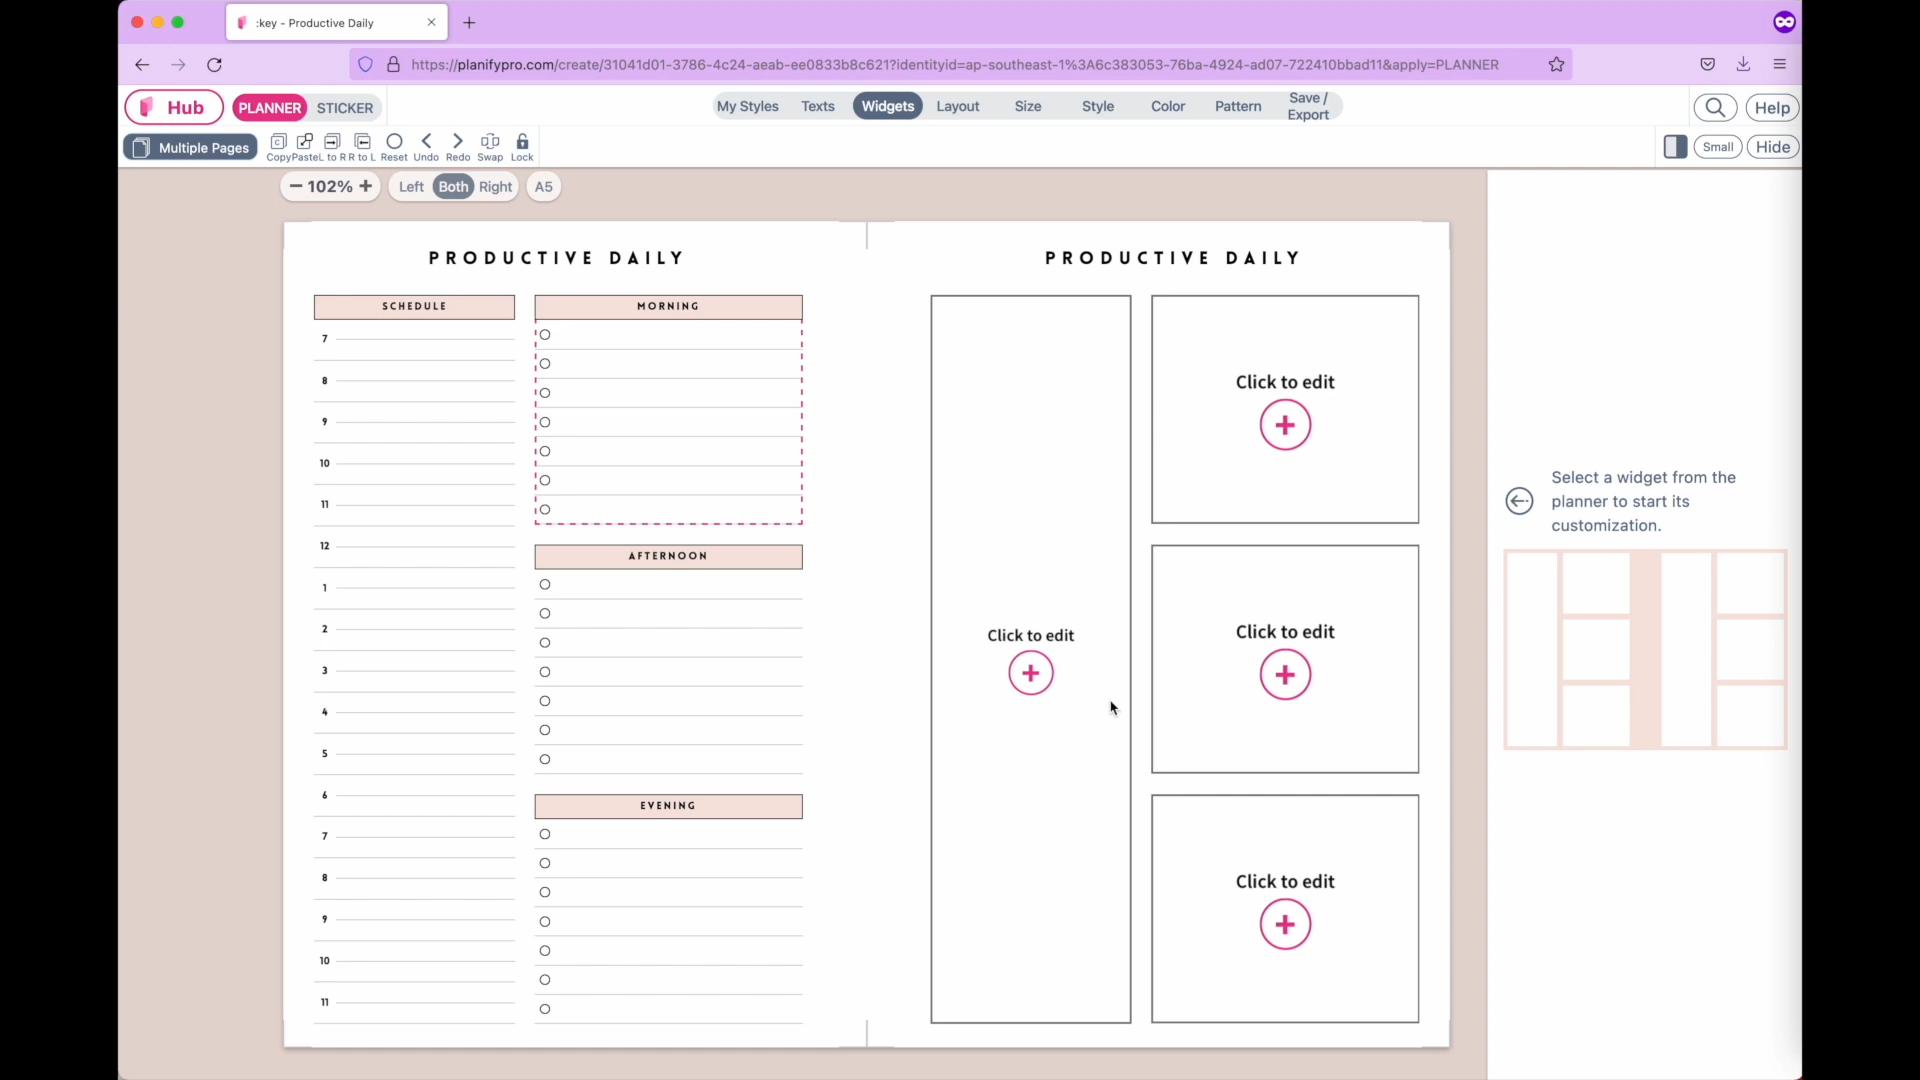 :key - Productive Daily
https://planifypro.com/create/31041d01-3786-4c24-aeab-ee0833b8c621?identityid=ap-southeast-1%3A6c383053-76ba-4924-ad07-722410bbad11&apply=PLANNER
Hub PLANNER STICKER
My Styles Texts Widgets Layout Size Style Color Pattern Save / Export
Help
Multiple Pages
Copy Paste L to R R to L Reset Undo Redo Swap Lock
Small Hide
102% Left Both Right A5
PRODUCTIVE DAILY
SCHEDULE
7
8
9
10
11
12
1
2
3
4
5
6
7
8
9
10
11
MORNING
AFTERNOON
EVENING
PRODUCTIVE DAILY
Click to edit
Click to edit
Click to edit
Click to edit
Select a widget from the
planner to start its
customization.